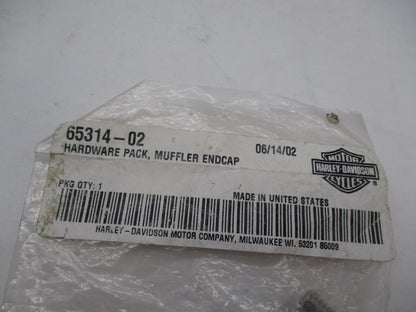 65314-02
HARDWARE PACK, MUFFLER ENDCAP
06/14/02
MOTOR
HARLEY-DAVIDSON
CYCLES ®
PKG QTY: 1
MADE IN UNITED STATES
HARLEY-DAVIDSON MOTOR COMPANY, MILWAUKEE WI. 53201 85009